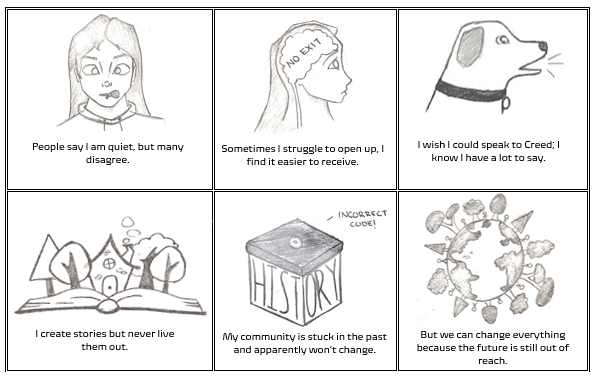 NO EXIT
People say I am quiet, but many
disagree.
Sometimes I struggle to open up, I
find it easier to receive.
I wish I could speak to Creed; I
know I have a lot to say.
I create stories but never live
them out.
INCORRECT
CODE!
HISTORY
My community is stuck in the past
and apparently won't change.
But we can change everything
because the future is still out of
reach.